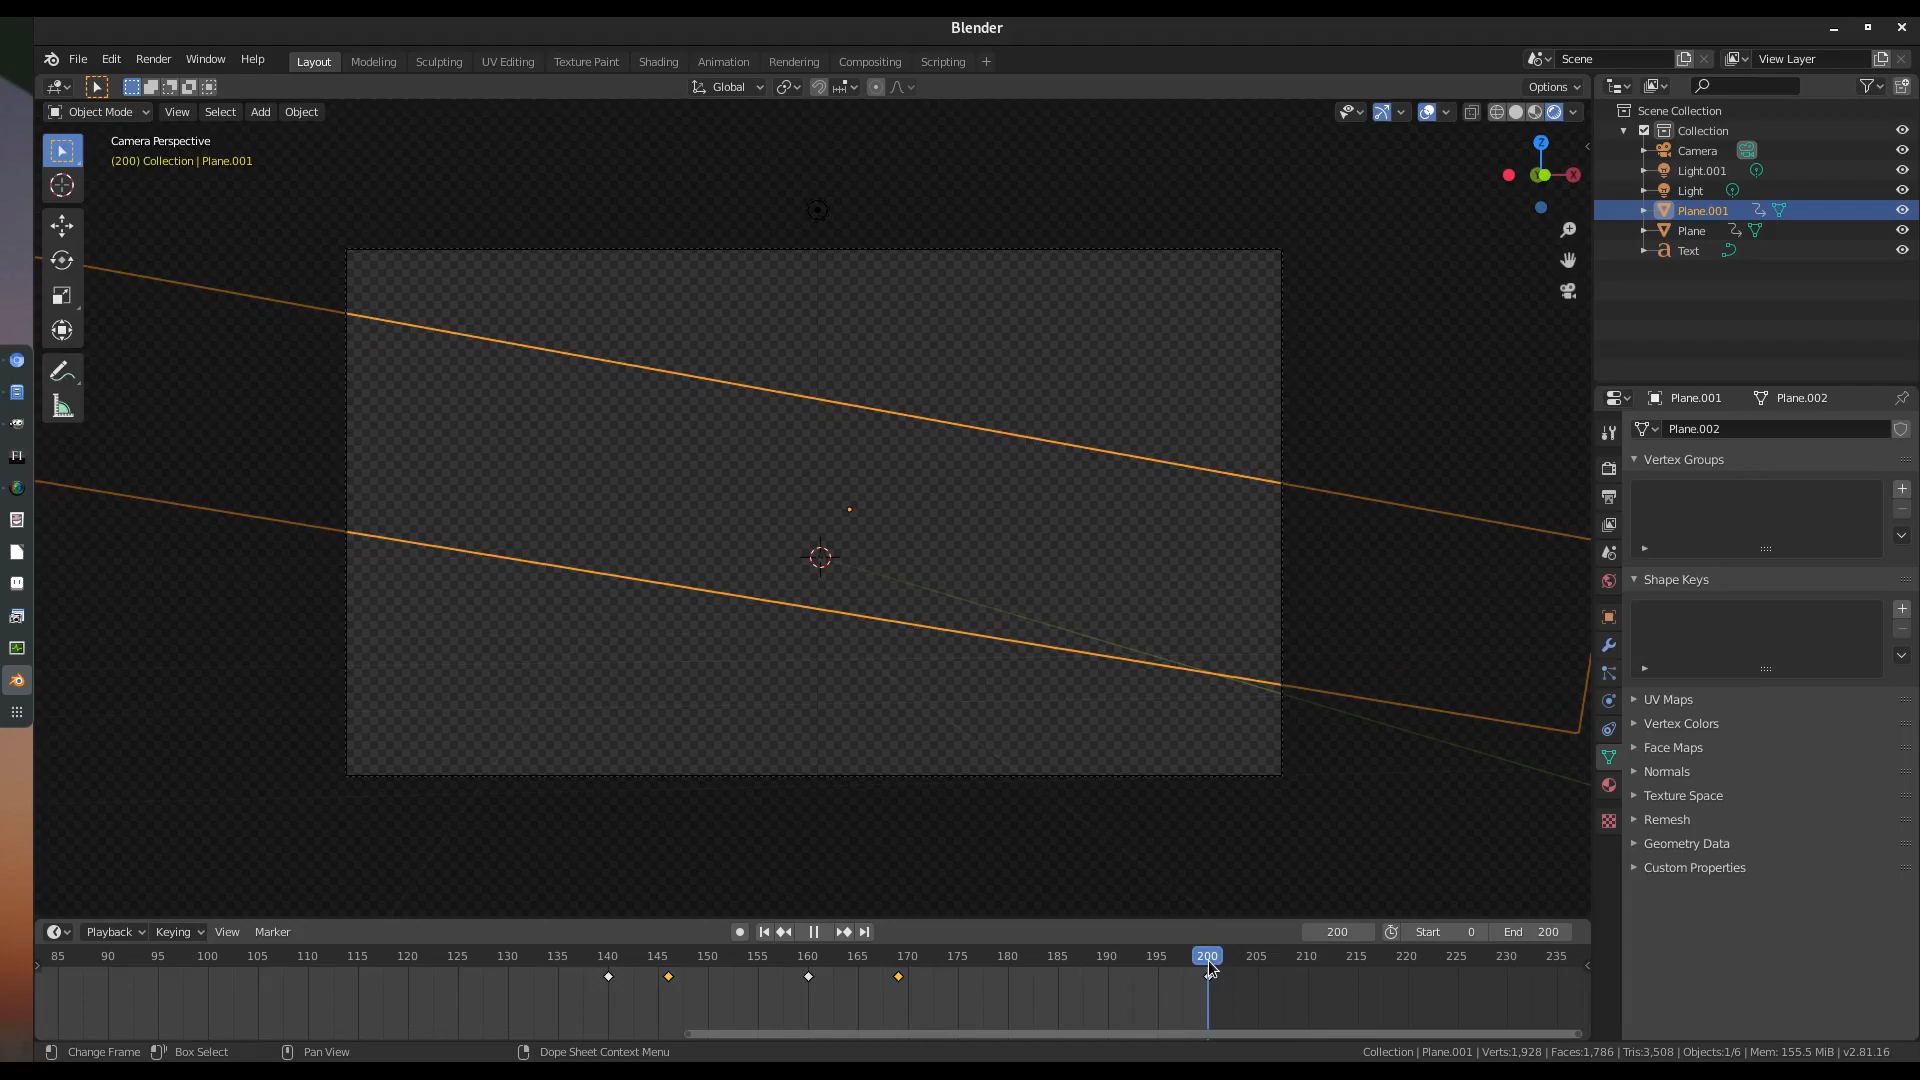 Blender
File Edit Render Window Help Layout Modeling Sculpting UV Editing Texture Paint Shading Animation Rendering Compositing Scripting + Scene View Layer
Global Options
Object Mode View Select Add Object
Camera Perspective
(200) Collection | Plane.001
Z
Y X
Scene Collection
Collection
Camera
Light.001
Light
Plane.001
Plane
Text
Plane.001 Plane.002
Plane.002
Vertex Groups
Shape Keys
UV Maps
Vertex Colors
Face Maps
Normals
Texture Space
Remesh
Geometry Data
Custom Properties
Playback Keying View Marker 200 Start 0 End 200
85 90 95 100 105 110 115 120 125 130 135 140 145 150 155 160 165 170 175 180 185 190 195 200 205 210 215 220 225 230 235
Change Frame Box Select Pan View Dope Sheet Context Menu Collection | Plane.001 | Verts:1,928 | Faces:1,786 | Tris:3,508 | Objects:1/6 | Mem: 155.5 MiB | v2.81.16